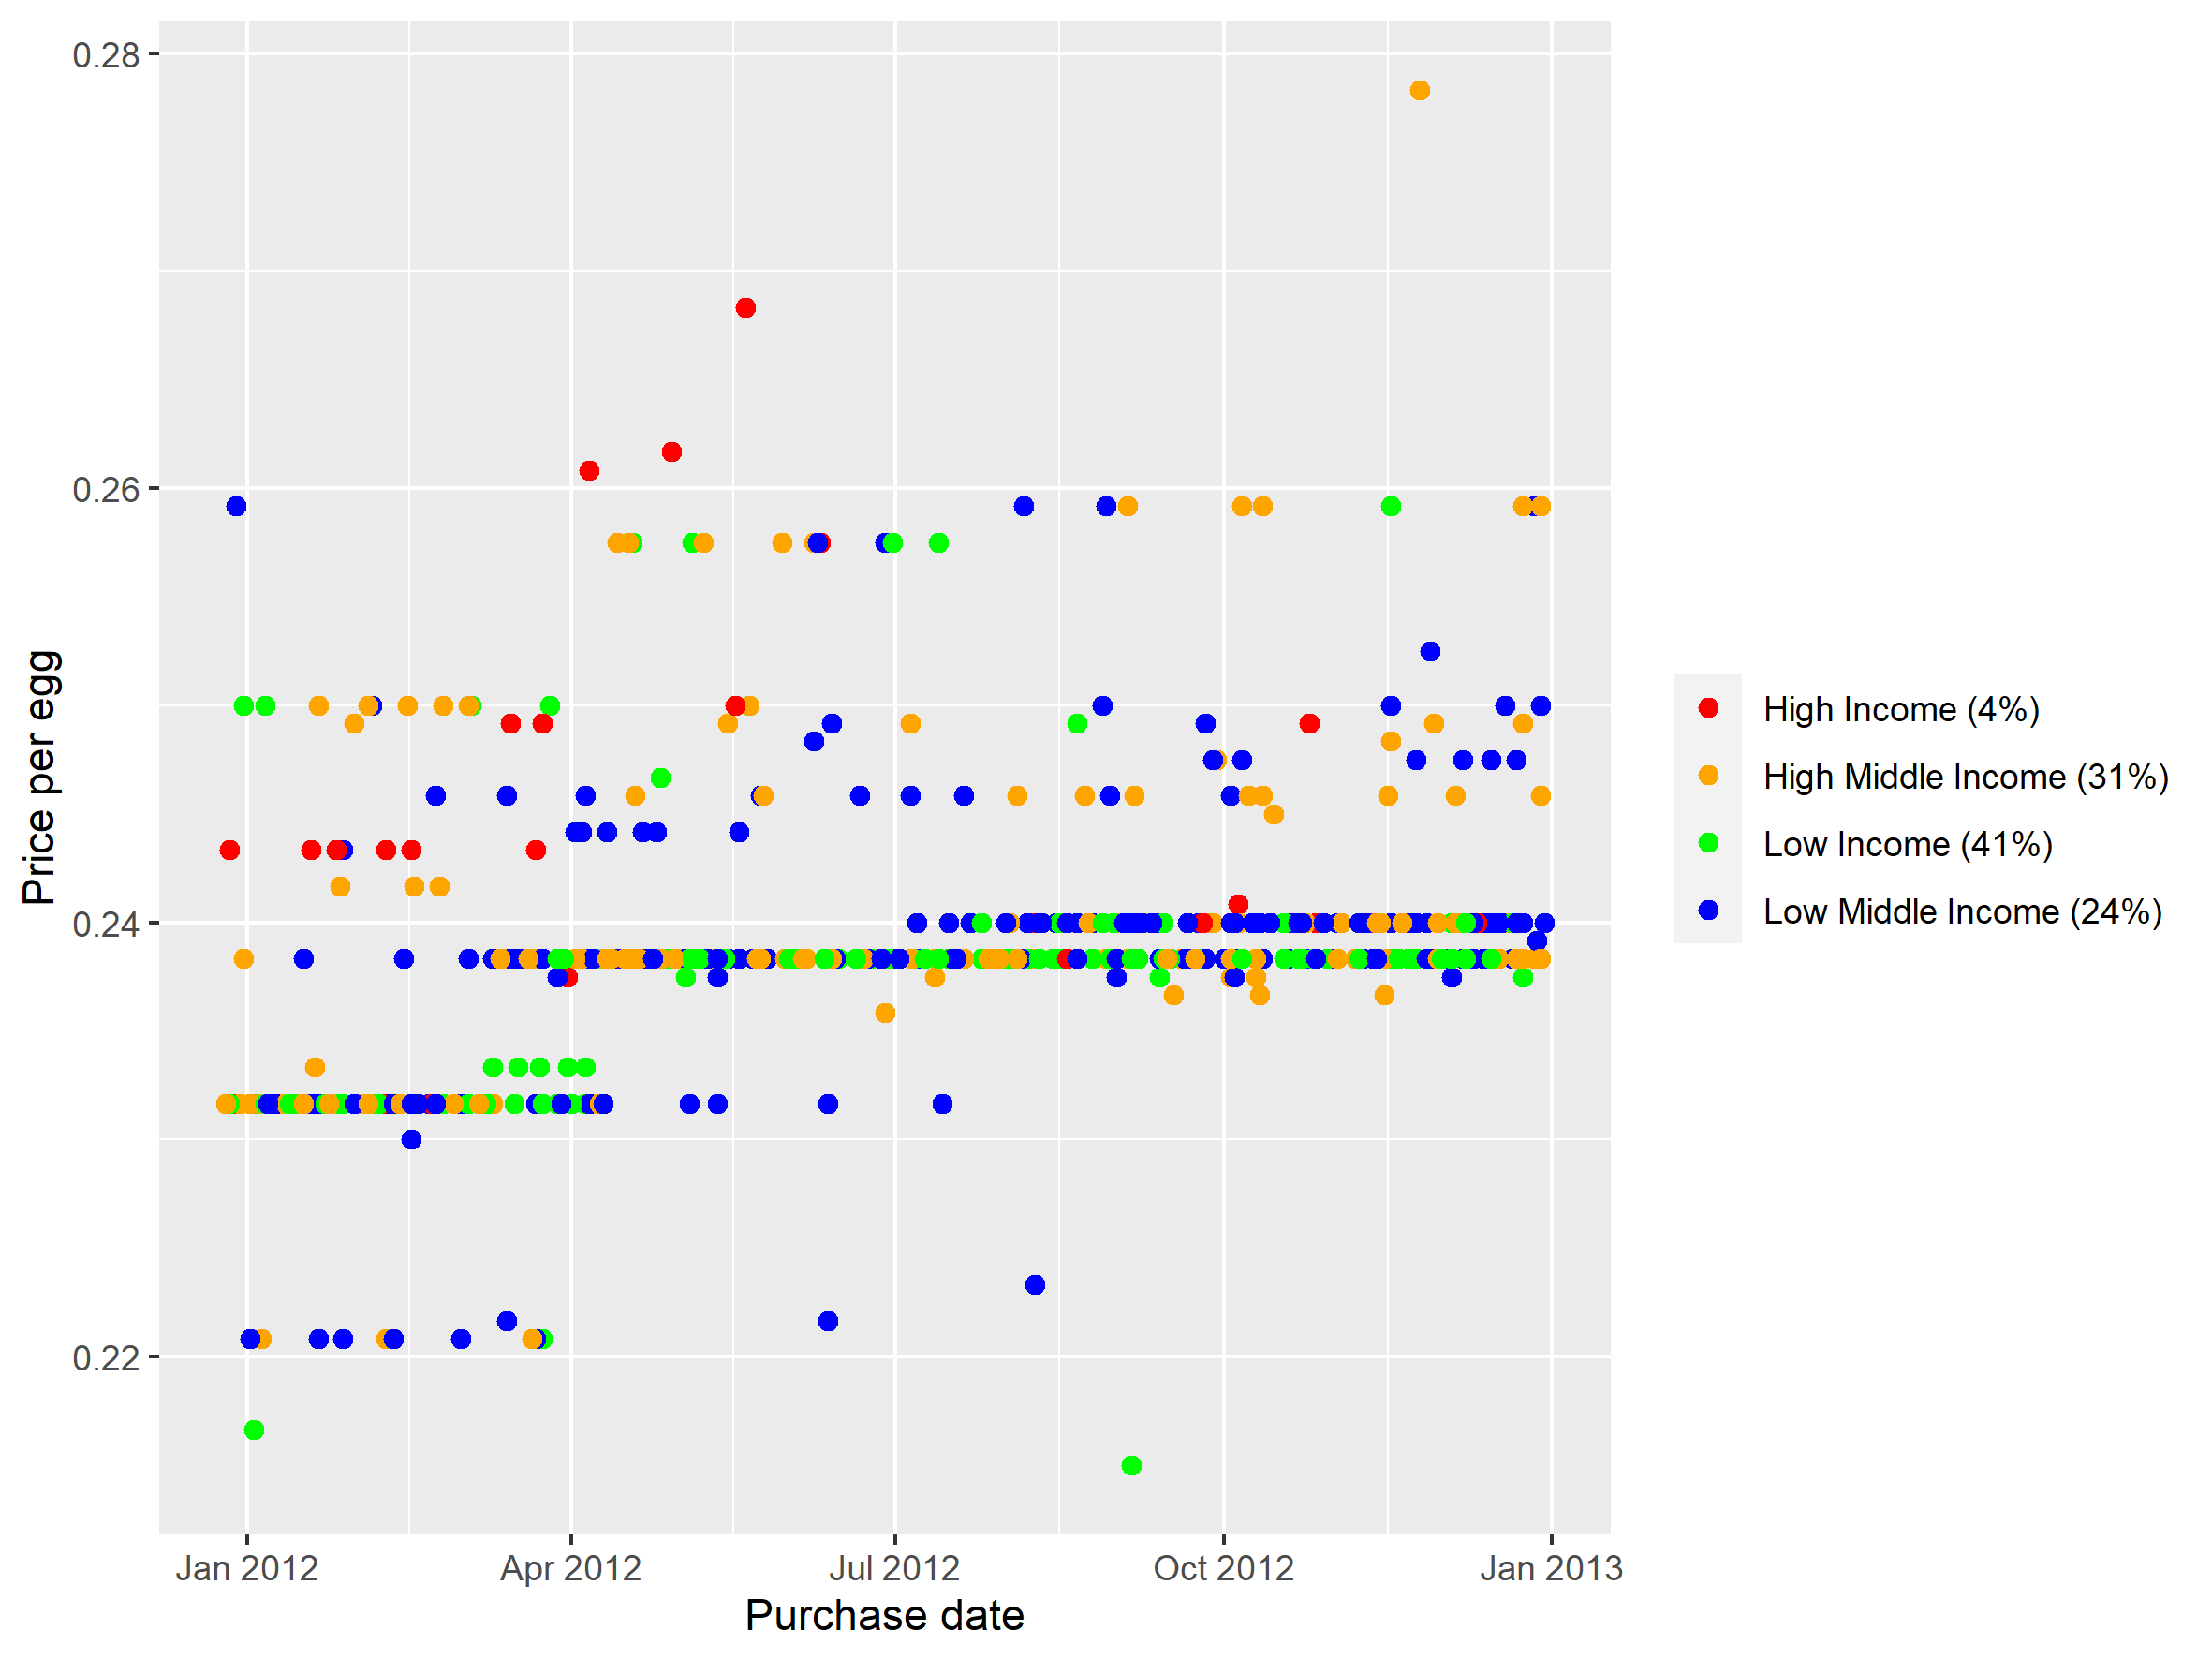 0.28
0.26
0.24
0.22
Price per egg
Jan 2012
Apr 2012
Jul 2012
Oct 2012
Jan 2013
Purchase date
High Income (4%)
High Middle Income (31%)
Low Income (41%)
Low Middle Income (24%)